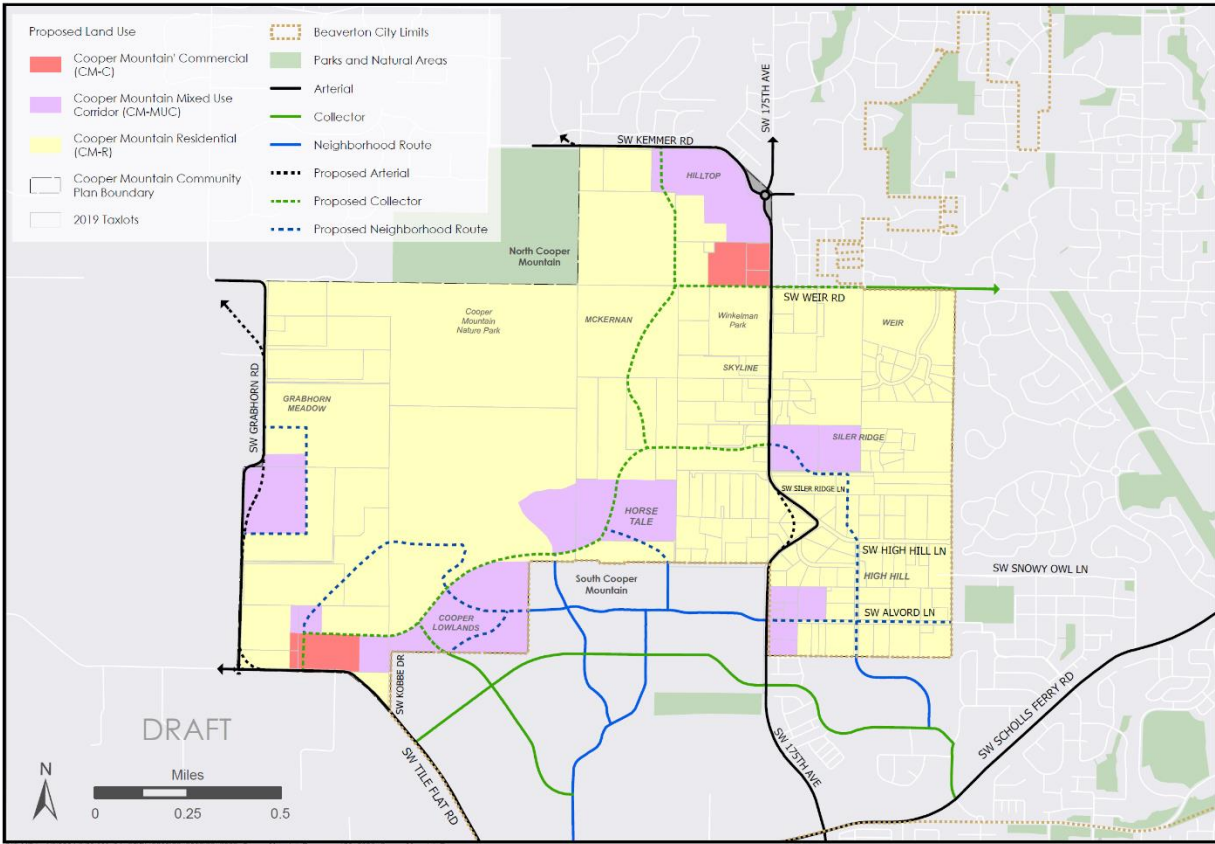 Proposed Land Use
Cooper Mountain' Commercial
(CM-C)
Cooper Mountain Mixed Use
Corridor (CM-MUC)
Cooper Mountain Residential
(CM-R)
Cooper Mountain Community
Plan Boundary
2019 Taxlots
Beaverton City Limits
Parks and Natural Areas
Arterial
Collector
Neighborhood Route
Proposed Arterial
Proposed Collector
Proposed Neighborhood Route
SW 175TH AVE
SW KEMMER RD
HILLTOP
North Cooper
Mountain
SW WEIR RD
Cooper
Mountain
Nature Park
MCKERNAN
Winkelman
Park
WEIR
SKYLINE
SW GRABHORN RD
GRABHORN
MEADOW
SILER RIDGE
SW SILER RIDGE LN
HORSE
TALE
SW HIGH HILL LN
HIGH HILL
SW SNOWY OWL LN
South Cooper
Mountain
SW ALVORD LN
COOPER
LOWLANDS
SW KOBBE DR
SW TILE FLAT RD
SW 175TH AVE
SW SCHOLLS FERRY RD
DRAFT
N
Miles
0
0.25
0.5